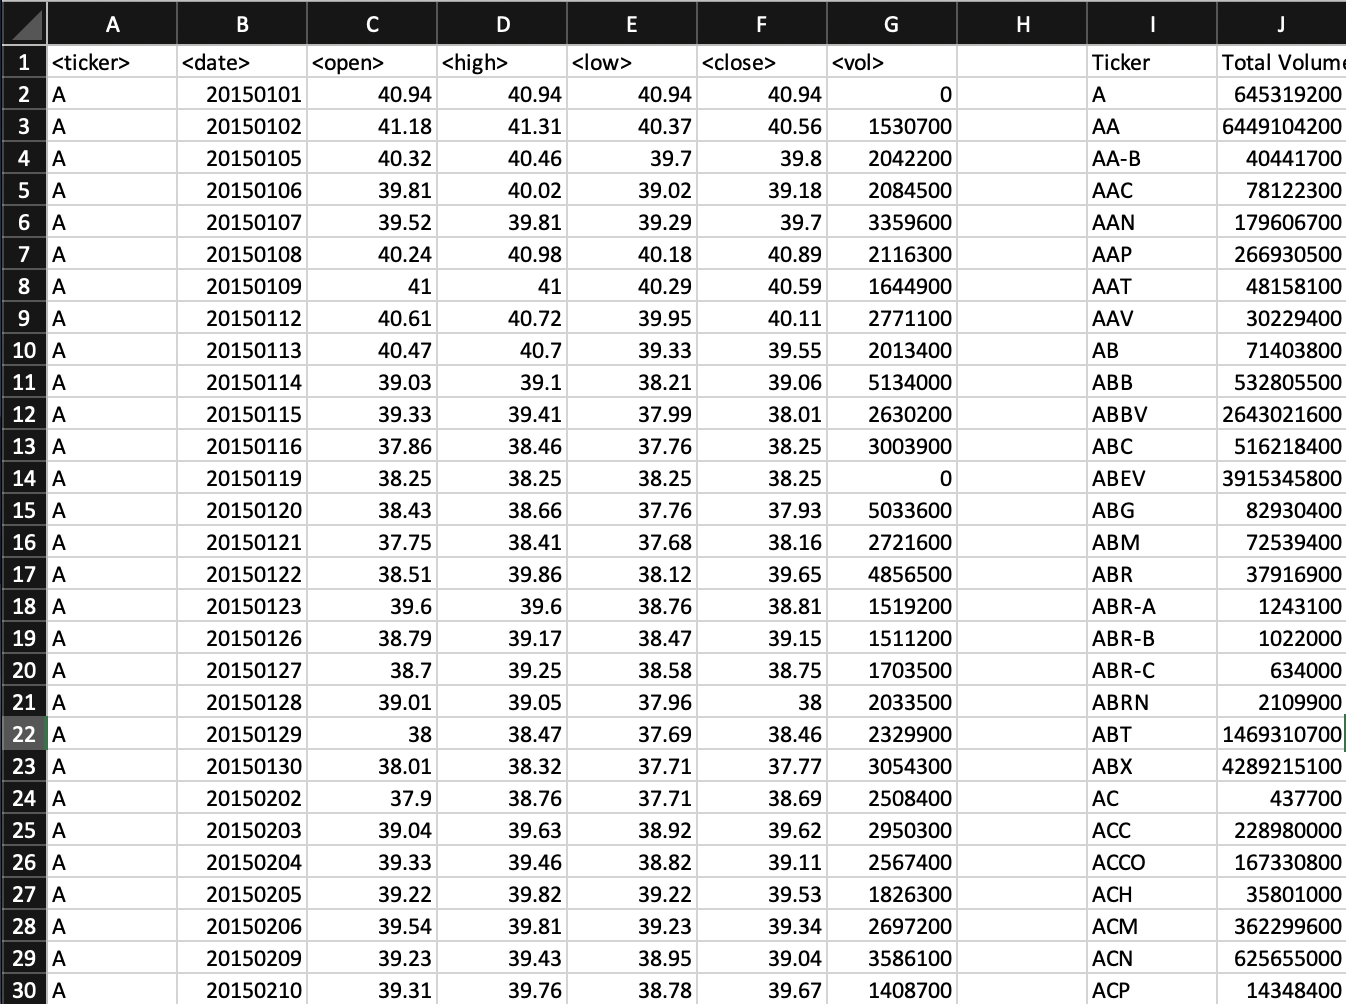 A B C D E F G H I J
1 <ticker> <date> <open> <high> <low> <close> <vol> Ticker Total Volume
2 A 20150101 40.94 40.94 40.94 40.94 0 A 645319200
3 A 20150102 41.18 41.31 40.37 40.56 1530700 AA 6449104200
4 A 20150105 40.32 40.46 39.7 39.8 2042200 AA-B 40441700
5 A 20150106 39.81 40.02 39.02 39.18 2084500 AAC 78122300
6 A 20150107 39.52 39.81 39.29 39.7 3359600 AAN 179606700
7 A 20150108 40.24 40.98 40.18 40.89 2116300 AAP 266930500
8 A 20150109 41 41 40.29 40.59 1644900 AAT 48158100
9 A 20150112 40.61 40.72 39.95 40.11 2771100 AAV 30229400
10 A 20150113 40.47 40.7 39.33 39.55 2013400 AB 71403800
11 A 20150114 39.03 39.1 38.21 39.06 5134000 ABB 532805500
12 A 20150115 39.33 39.41 37.99 38.01 2630200 ABBV 2643021600
13 A 20150116 37.86 38.46 37.76 38.25 3003900 ABC 516218400
14 A 20150119 38.25 38.25 38.25 38.25 0 ABEV 3915345800
15 A 20150120 38.43 38.66 37.76 37.93 5033600 ABG 82930400
16 A 20150121 37.75 38.41 37.68 38.16 2721600 ABM 72539400
17 A 20150122 38.51 39.86 38.12 39.65 4856500 ABR 37916900
18 A 20150123 39.6 39.6 38.76 38.81 1519200 ABR-A 1243100
19 A 20150126 38.79 39.17 38.47 39.15 1511200 ABR-B 1022000
20 A 20150127 38.7 39.25 38.58 38.75 1703500 ABR-C 634000
21 A 20150128 39.01 39.05 37.96 38 2033500 ABRN 2109900
22 A 20150129 38 38.47 37.69 38.46 2329900 ABT 1469310700
23 A 20150130 38.01 38.32 37.71 37.77 3054300 ABX 4289215100
24 A 20150202 37.9 38.76 37.71 38.69 2508400 AC 437700
25 A 20150203 39.04 39.63 38.92 39.62 2950300 ACC 228980000
26 A 20150204 39.33 39.46 38.82 39.11 2567400 ACCO 167330800
27 A 20150205 39.22 39.82 39.22 39.53 1826300 ACH 35801000
28 A 20150206 39.54 39.81 39.23 39.34 2697200 ACM 362299600
29 A 20150209 39.23 39.43 38.95 39.04 3586100 ACN 625655000
30 A 20150210 39.31 39.76 38.78 39.67 1408700 ACP 14348400